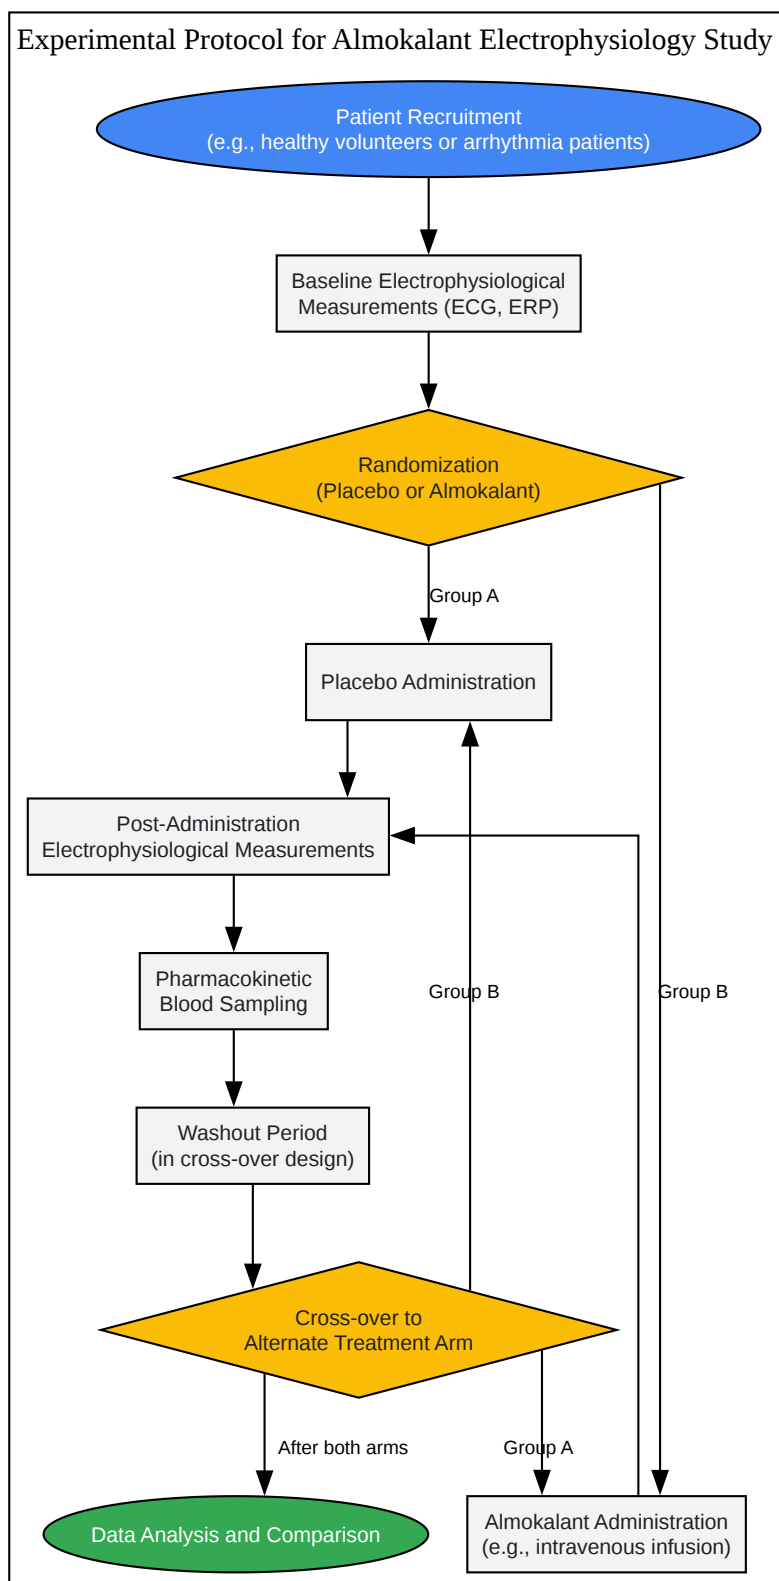 Experimental Protocol for Almokalant Electrophysiology Study
Patient Recruitment
(e.g., healthy volunteers or arrhythmia patients)
Baseline Electrophysiological
Measurements (ECG, ERP)
Randomization
(Placebo or Almokalant)
Group A
Placebo Administration
Post-Administration
Electrophysiological Measurements
Pharmacokinetic
Blood Sampling
Group B
Group B
Washout Period
(in cross-over design)
Cross-over to
Alternate Treatment Arm
After both arms
Group A
Data Analysis and Comparison
Almokalant Administration
(e.g., intravenous infusion)